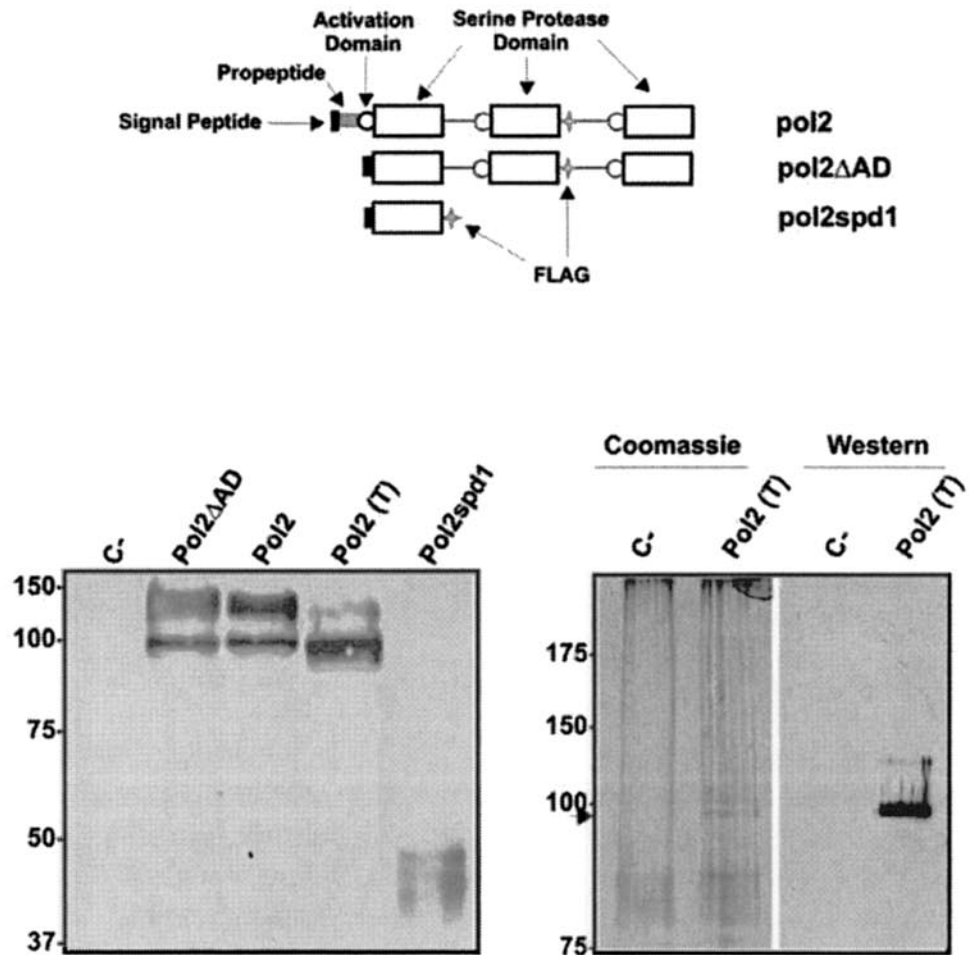 Activation
Domain
Serine Protease
Domain
Propeptide
Signal Peptide
pol2
pol2ΔAD
pol2spd1
FLAG
C-
Pol2ΔAD
Pol2
Pol2 (T)
Pol2spd1
150
100
75
50
37
Coomassie
Western
C-
Pol2 (T)
C-
Pol2 (T)
175
150
100
75